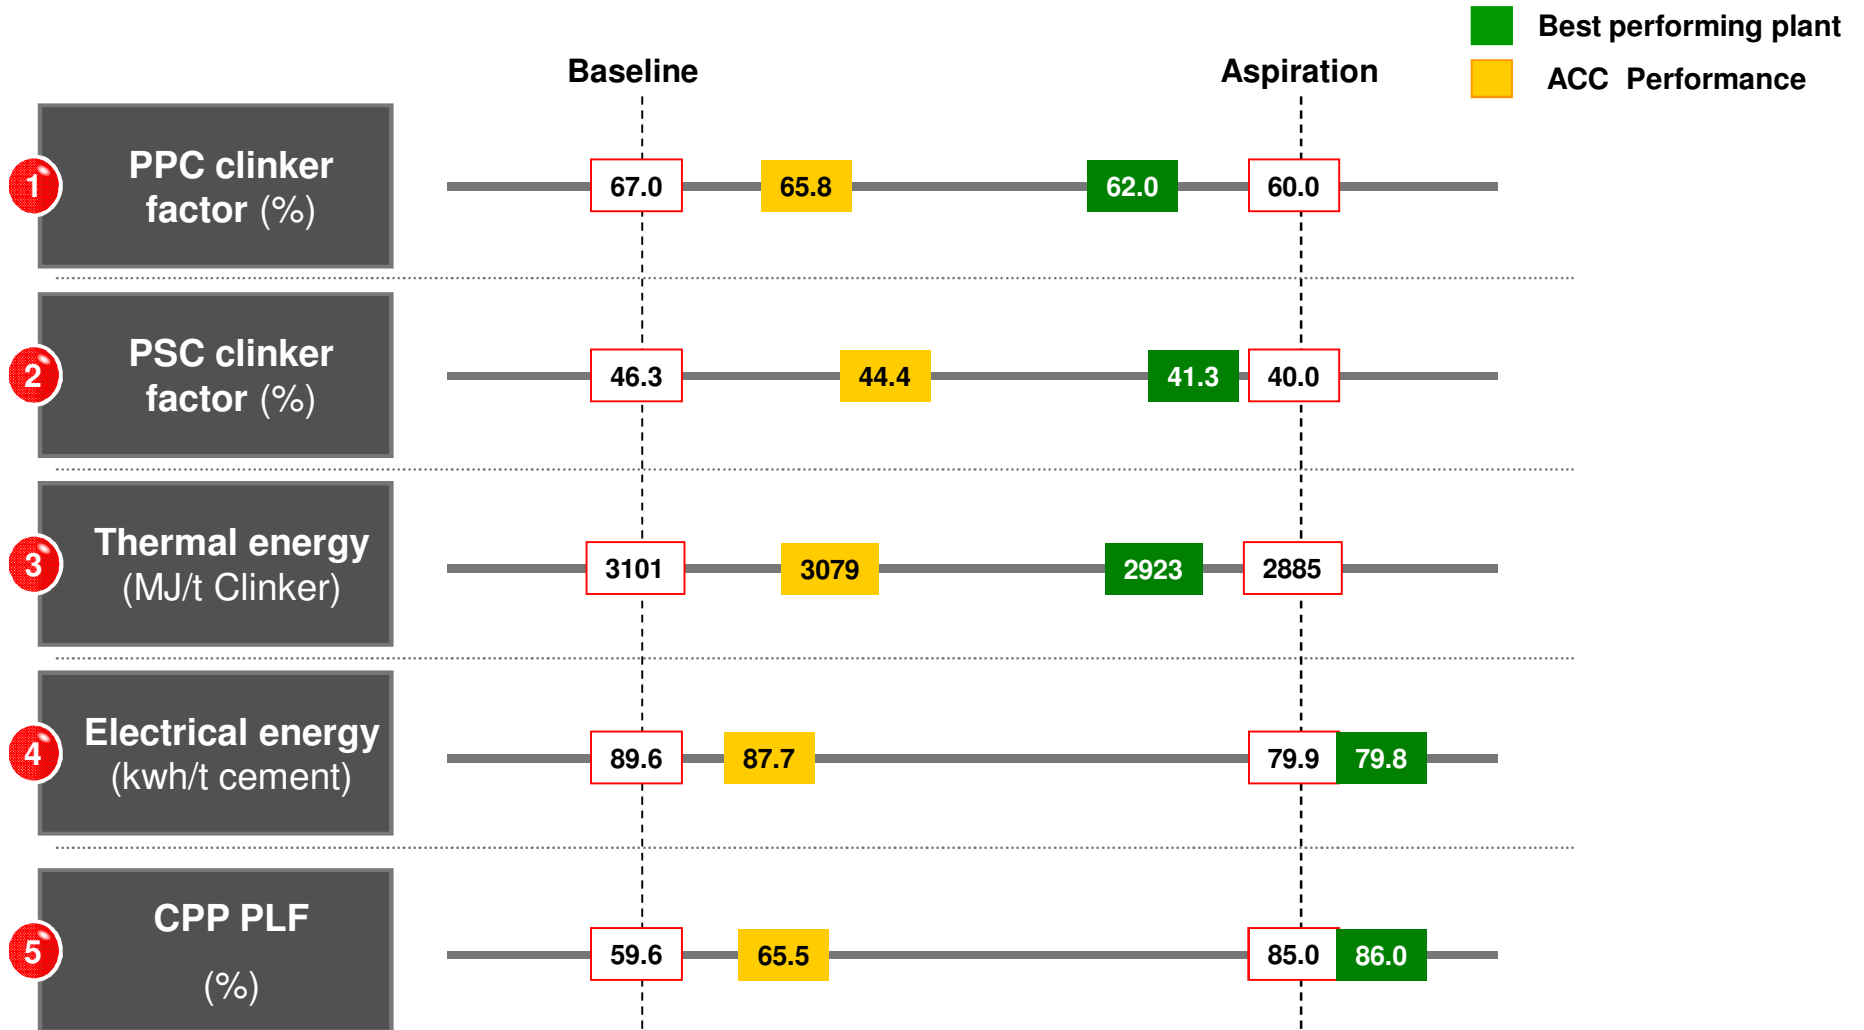 Best performing plant
ACC Performance
Baseline
Aspiration
1
PPC clinker
factor (%)
67.0
65.8
62.0
60.0
2
PSC clinker
factor (%)
46.3
44.4
41.3
40.0
3
Thermal energy
(MJ/t Clinker)
3101
3079
2923
2885
4
Electrical energy
(kwh/t cement)
89.6
87.7
79.9
79.8
5
CPP PLF
(%)
59.6
65.5
85.0
86.0